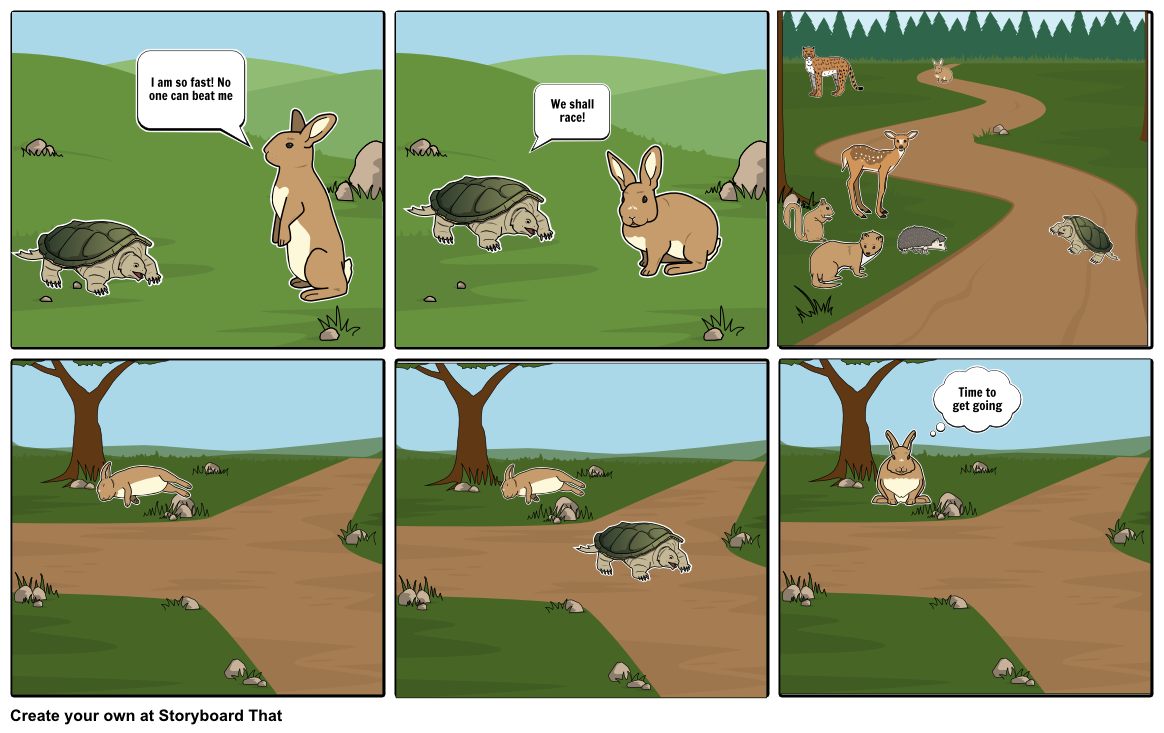 I am so fast! No
one can beat me
We shall
race!
Time to
get going
Create your own at Storyboard That